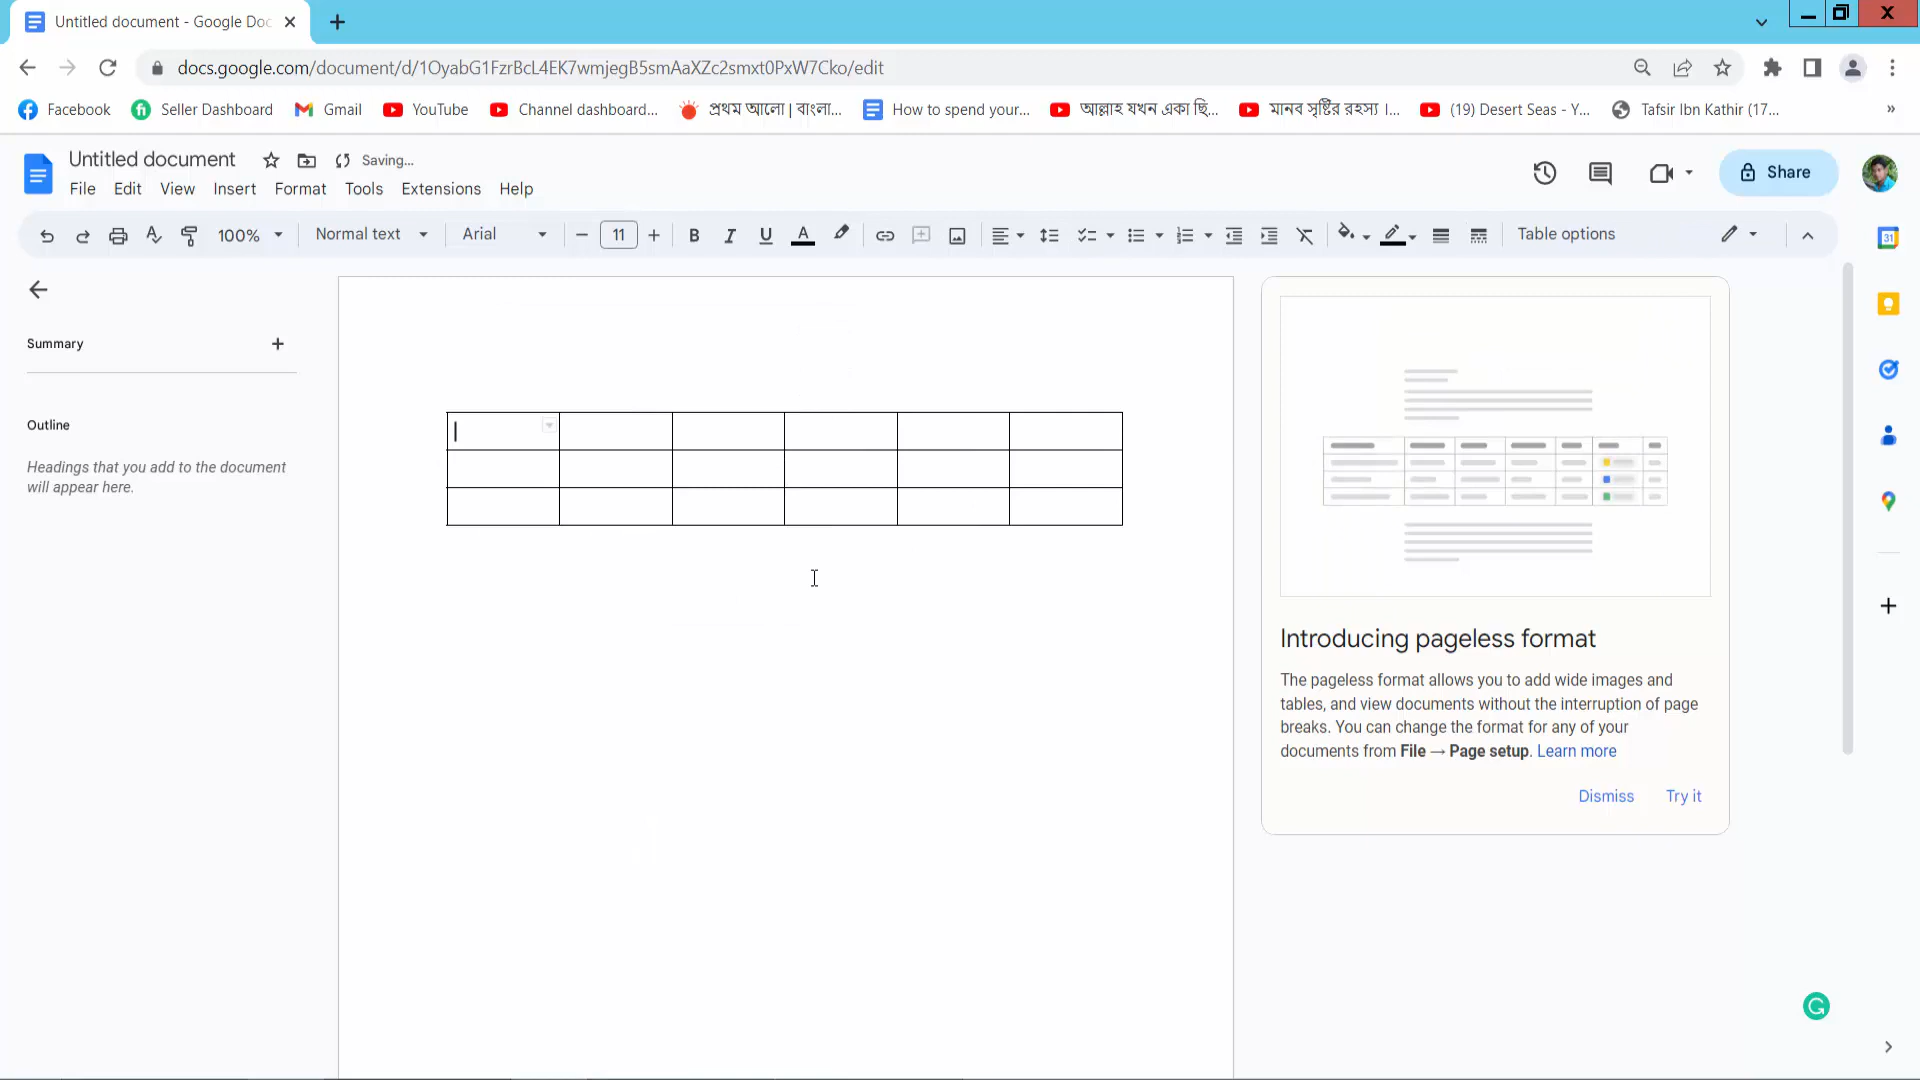 Untitled document - Google Doc
docs.google.com/document/d/1OyabG1FzrBcL4EK7wmjegB5smAaXZc2smxt0PxW7Cko/edit
Facebook Seller Dashboard Gmail YouTube Channel dashboard... প্রথম আলো | বাংলা... How to spend your... আল্লাহ যখন একা ছি... মানব সৃষ্টির রহস্য I... (19) Desert Seas - Y... Tafsir Ibn Kathir (17... »
Untitled document Saving...
Share
File Edit View Insert Format Tools Extensions Help
100% Normal text Arial 11 B I U A Table options
31
Summary
Outline
Headings that you add to the document
will appear here.
Introducing pageless format
The pageless format allows you to add wide images and
tables, and view documents without the interruption of page
breaks. You can change the format for any of your
documents from File → Page setup. Learn more
Dismiss Try it